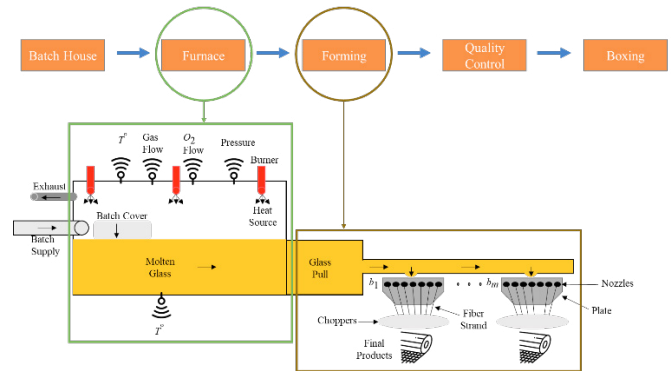 Batch House
Furnace
Forming
Quality
Control
Boxing
Gas
Flow
O2
Flow
Pressure
Burner
Exhaust
Batch Cover
Heat
Source
Batch
Supply
Molten
Glass
Glass
Pull
b1
bm
Nozzles
Plate
Fiber
Strand
Choppers
Final
Products